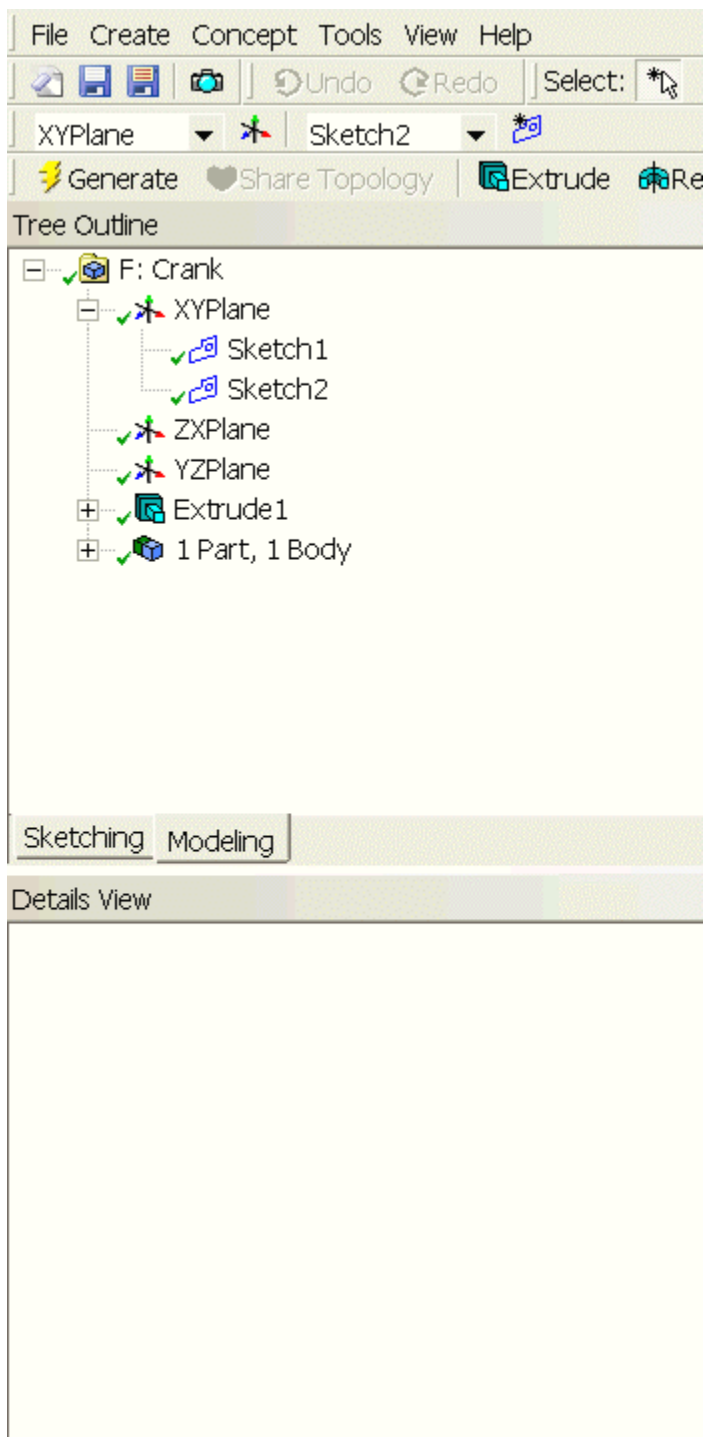 File Create Concept Tools View Help
Undo Redo Select:
XYPlane Sketch2
Generate Share Topology Extrude Re
Tree Outline
F: Crank
XYPlane
Sketch1
Sketch2
ZXPlane
YZPlane
Extrude1
1 Part, 1 Body
Sketching Modeling
Details View